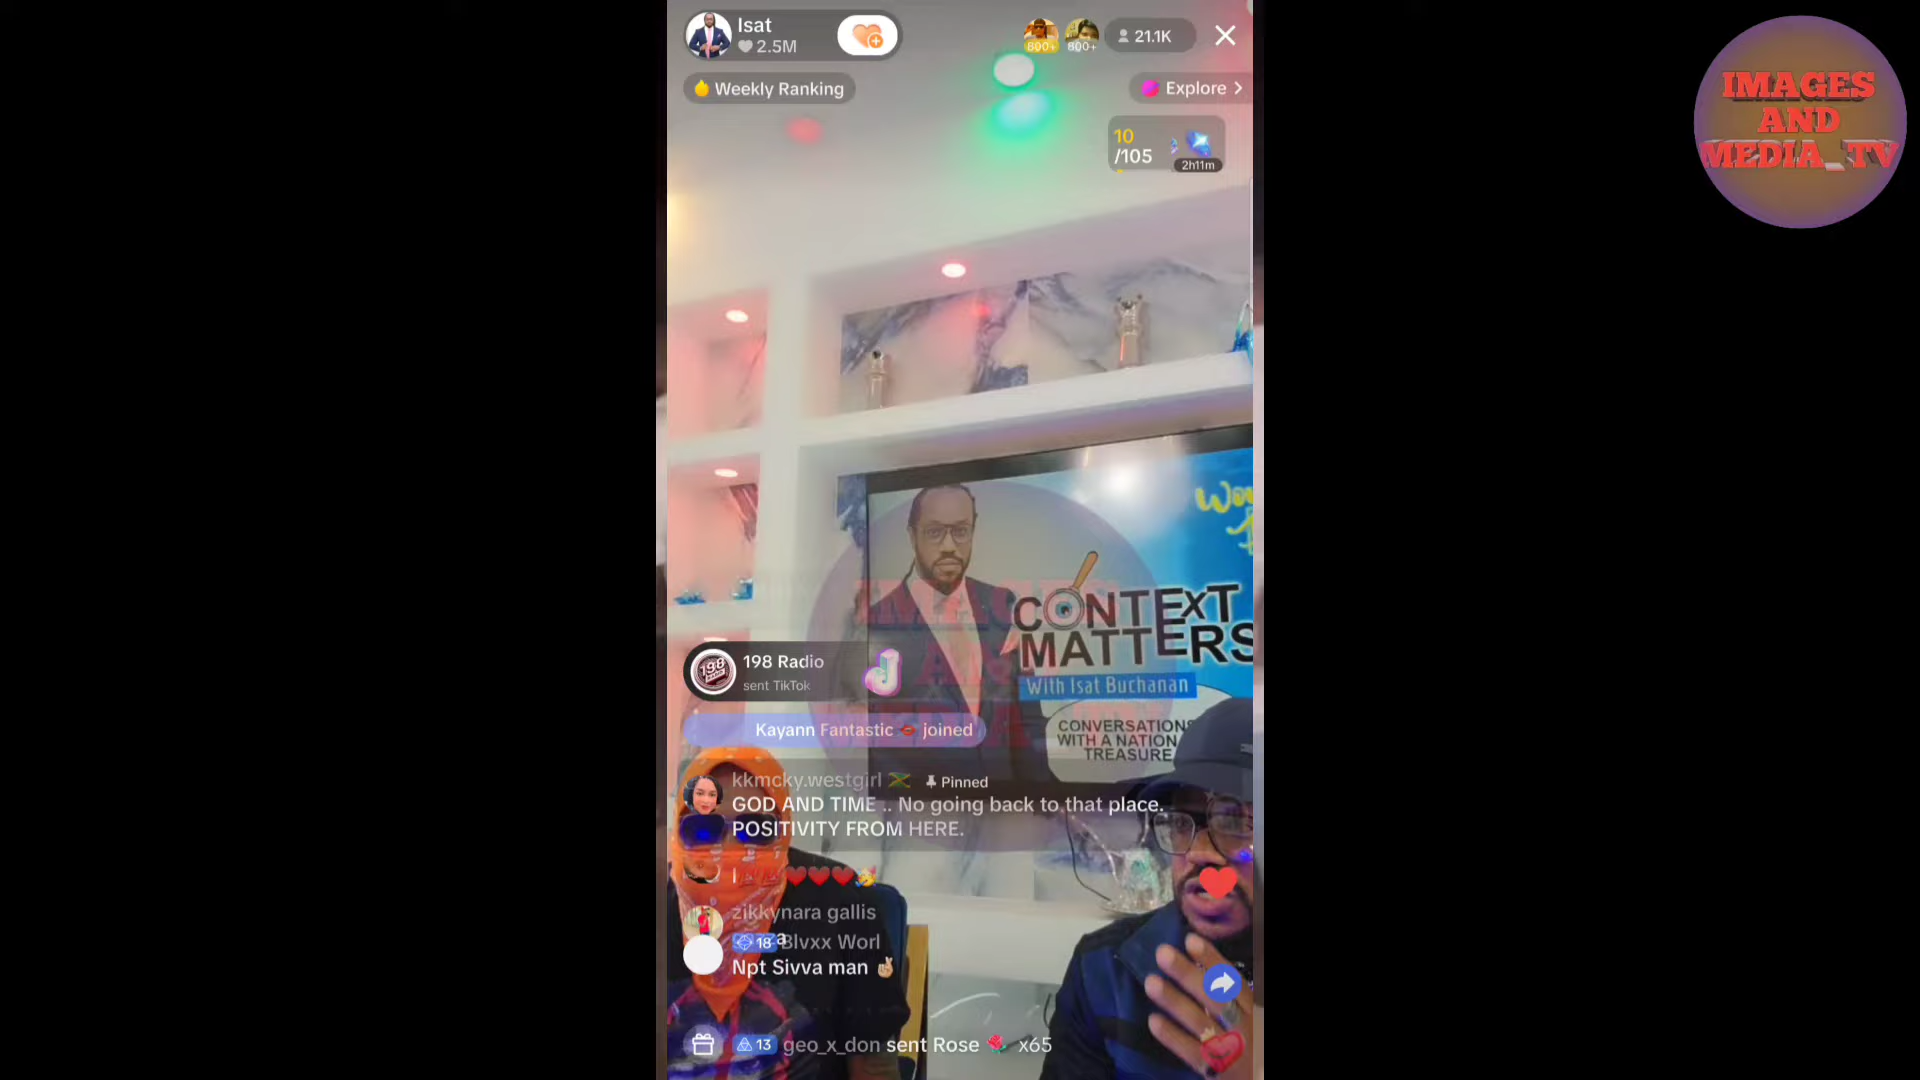 Isat
2.5M
800+
800+
21.1K
Weekly Ranking
Explore
10
/105
2h11m
IMAGES
AND
MEDIA_TV
CONTEXT
MATTERS
With Isat Buchanan
CONVERSATIONS
WITH A NATION
TREASURE
198 Radio
sent TikTok
Kayann Fantastic 👄 joined
kkmcky.westgirl 🇯🇲 Pinned
GOD AND TIME .. No going back to that place.
POSITIVITY FROM HERE.
❤️❤️❤️🥳
zikkynara gallis
18 Blvxx Worl
Npt Sivva man 🤞🏼
13 geo_x_don sent Rose 🌹 x65